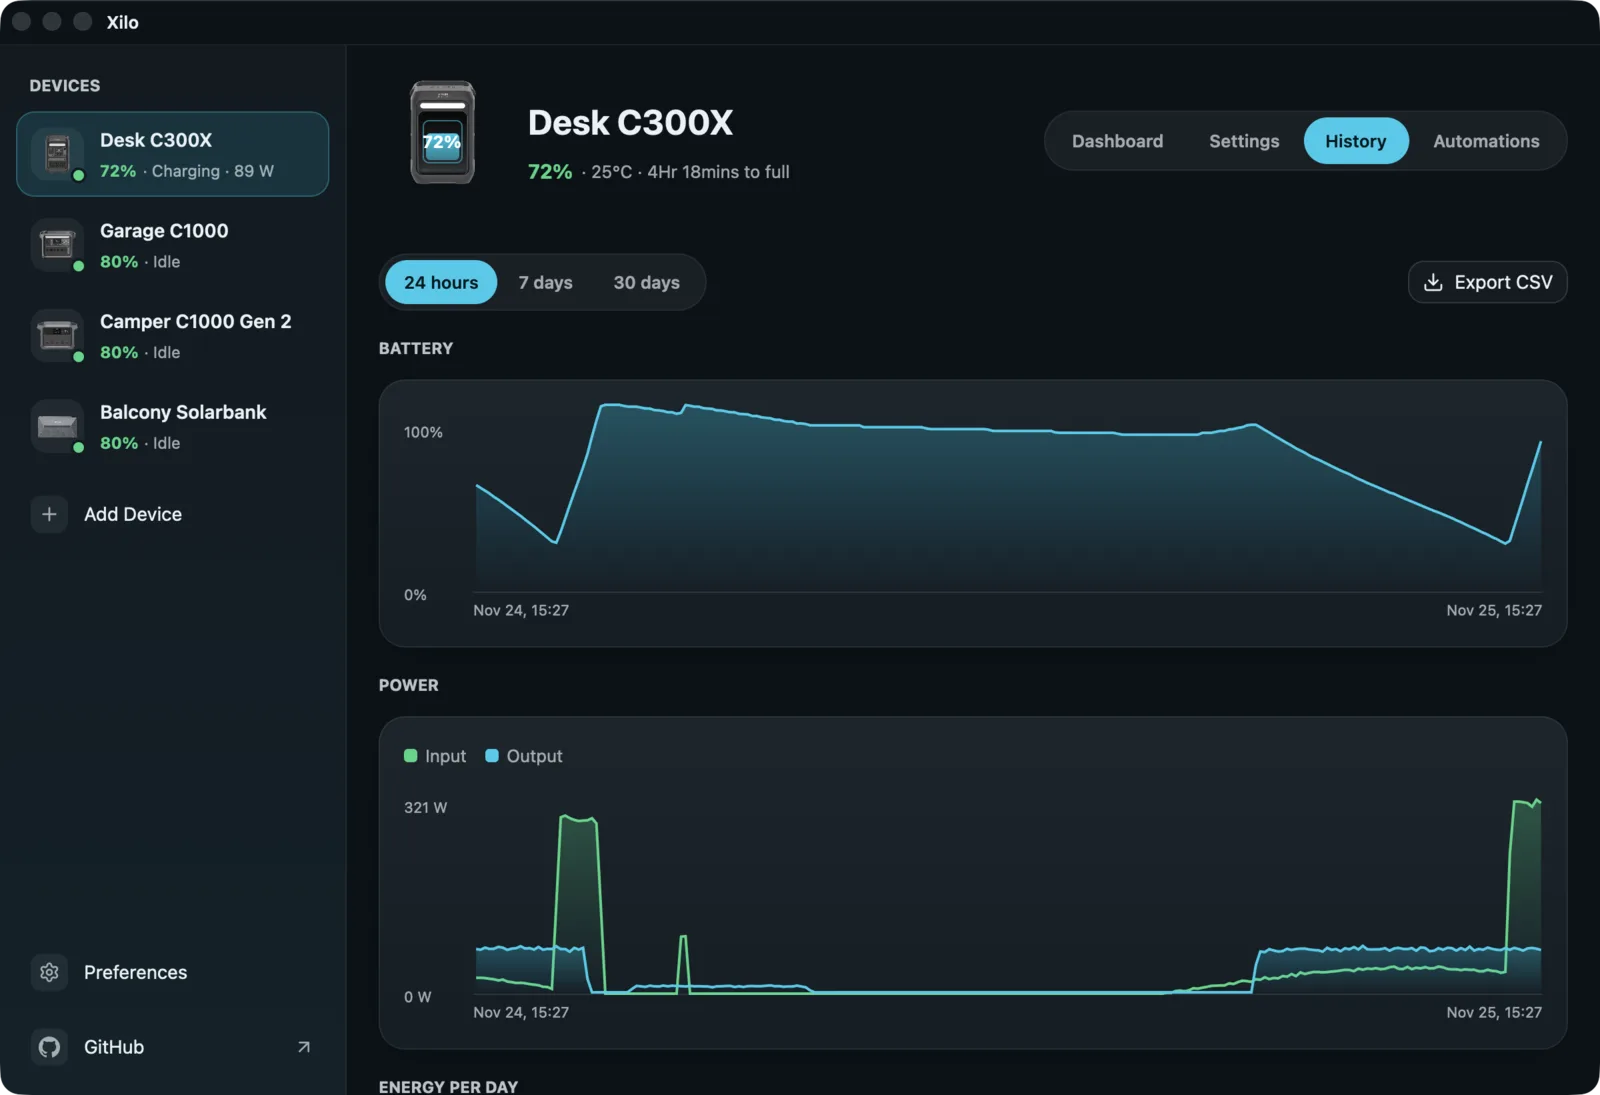 Xilo
DEVICES
Desk C300X
72% · Charging · 89 W
Garage C1000
80% · Idle
Camper C1000 Gen 2
80% · Idle
Balcony Solarbank
80% · Idle
Add Device
Preferences
GitHub
72%
Desk C300X
72% · 25°C · 4Hr 18mins to full
Dashboard Settings History Automations
24 hours 7 days 30 days
Export CSV
BATTERY
100%
0%
Nov 24, 15:27 Nov 25, 15:27
POWER
Input Output
321 W
0 W
Nov 24, 15:27 Nov 25, 15:27
ENERGY PER DAY